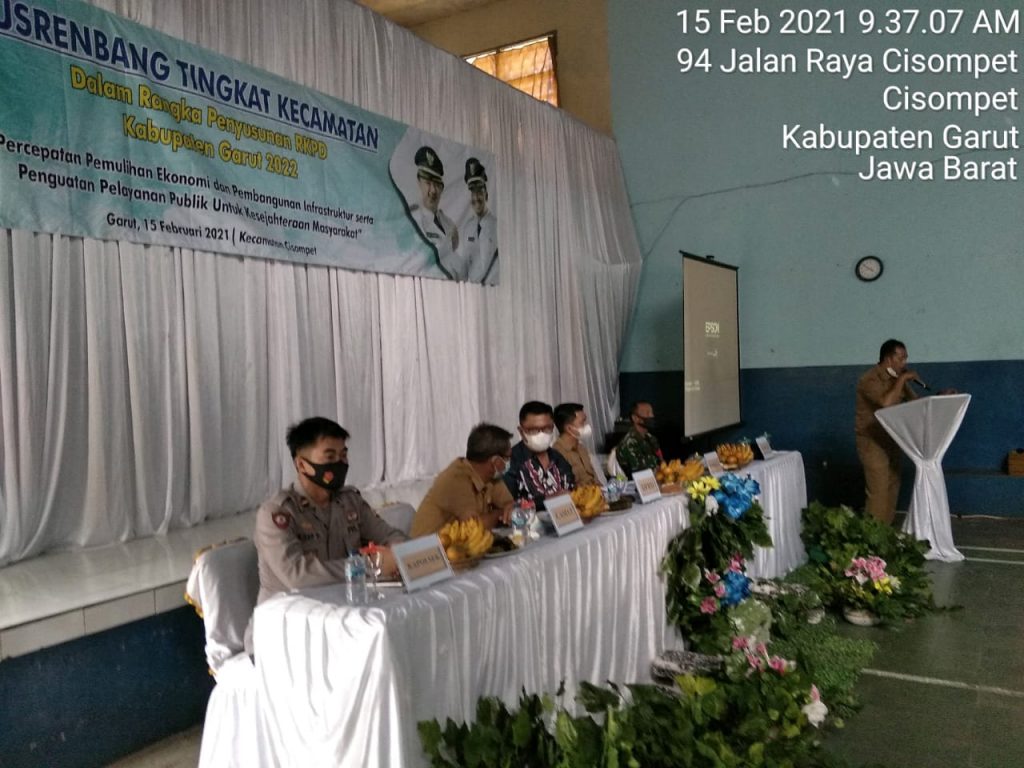 USRENBANG TINGKAT KECAMATAN
Dalam Rangka Penyusunan RKPD
Kabupaten Garut 2022
Percepatan Pemulihan Ekonomi dan Pembangunan Infrastruktur serta
Penguatan Pelayanan Publik Untuk Kesejahteraan Masyarakat"
Garut, 15 Februari 2021 / Kecamatan Cisompet
15 Feb 2021 9.37.07 AM
94 Jalan Raya Cisompet
Cisompet
Kabupaten Garut
Jawa Barat
EPSON
KAPOLSEK
CAMAT